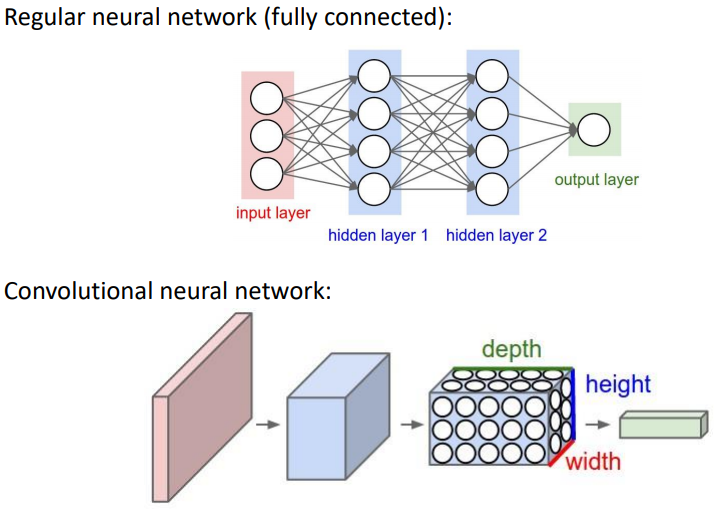 Regular neural network (fully connected):
input layer
hidden layer 1
hidden layer 2
output layer
Convolutional neural network:
depth
height
width